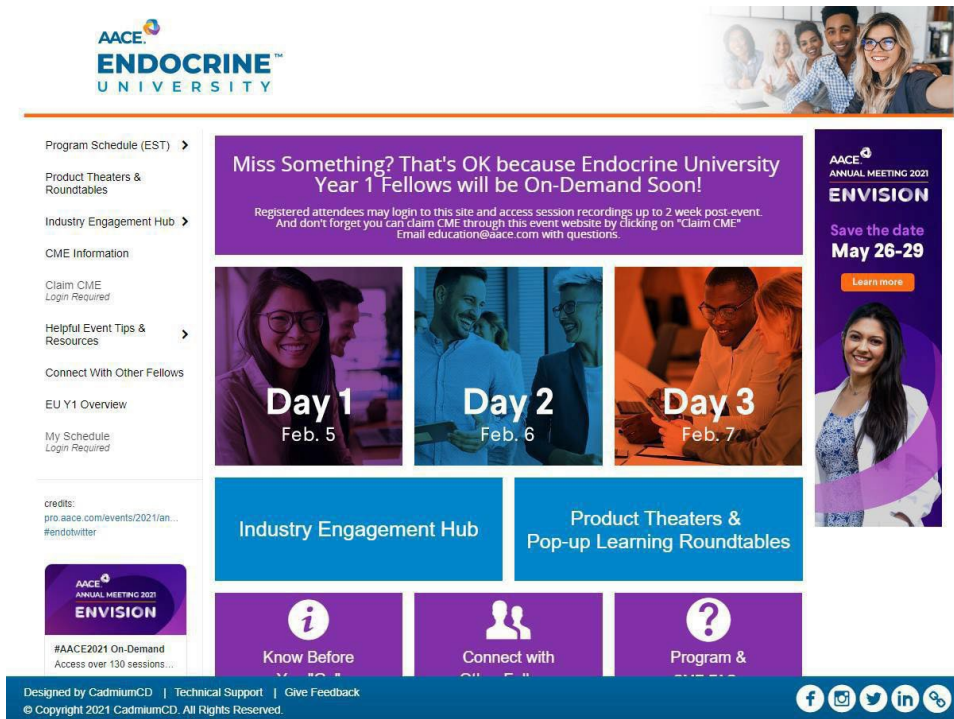 AACE.
ENDOCRINE™
UNIVERSITY
Program Schedule (EST)
Product Theaters &
Roundtables
Industry Engagement Hub
CME Information
Claim CME
Login Required
Helpful Event Tips &
Resources
Connect With Other Fellows
EU Y1 Overview
My Schedule
Login Required
credits:
pro.aace.com/events/2021/an...
#endotwitter
AACE.
ANNUAL MEETING 2021
ENVISION
#AACE2021 On-Demand
Access over 130 sessions...
Miss Something? That's OK because Endocrine University
Year 1 Fellows will be On-Demand Soon!
Registered attendees may login to this site and access session recordings up to 2 week post-event.
And don't forget you can claim CME through this event website by clicking on "Claim CME"
Email education@aace.com with questions.
Day 1
Feb. 5
Day 2
Feb. 6
Day 3
Feb. 7
Industry Engagement Hub
Product Theaters &
Pop-up Learning Roundtables
Know Before
Connect with
Program &
AACE.
ANNUAL MEETING 2021
ENVISION
Save the date
May 26-29
Learn more
Designed by CadmiumCD | Technical Support | Give Feedback
© Copyright 2021 CadmiumCD. All Rights Reserved.